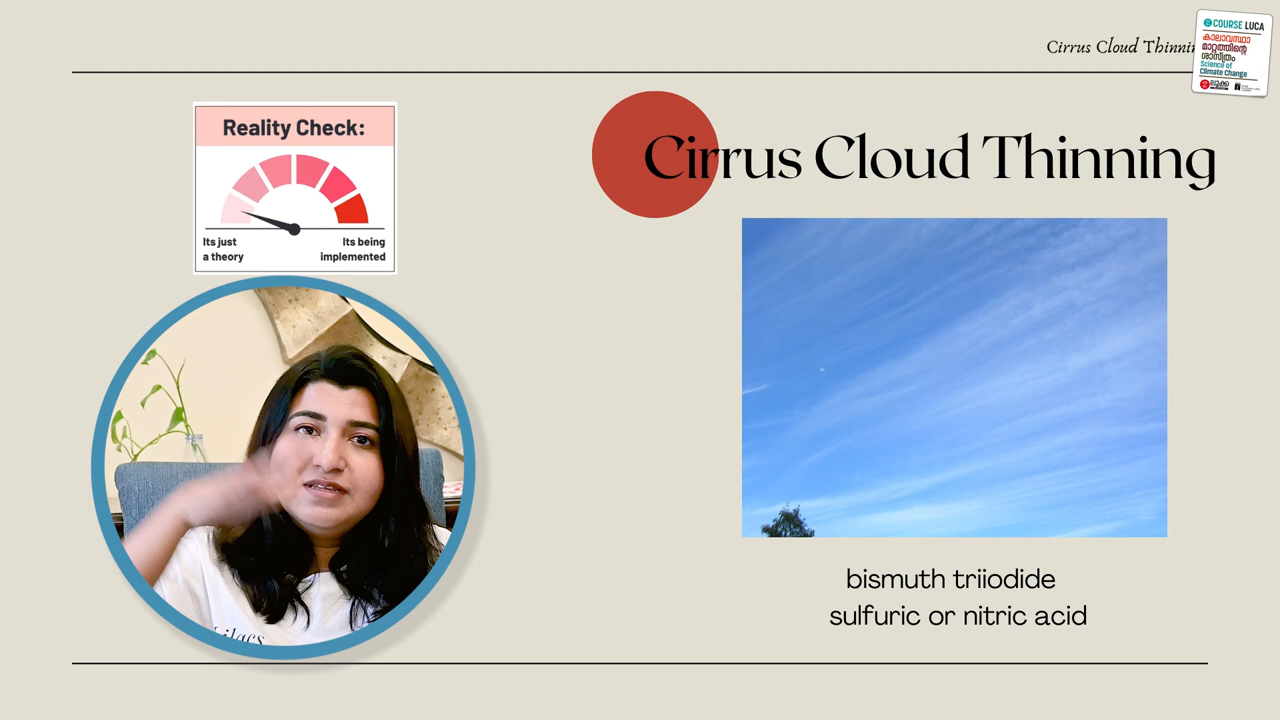 Cirrus Cloud Thinnin
COURSE LUCA
കാലാവസ്ഥാ
മാറ്റത്തിന്റെ
ശാസ്ത്രം
Science of
Climate Change
ലൂക്ക
Reality Check:
Its just
a theory
Its being
implemented
Cirrus Cloud Thinning
bismuth triiodide
sulfuric or nitric acid
Lilacs